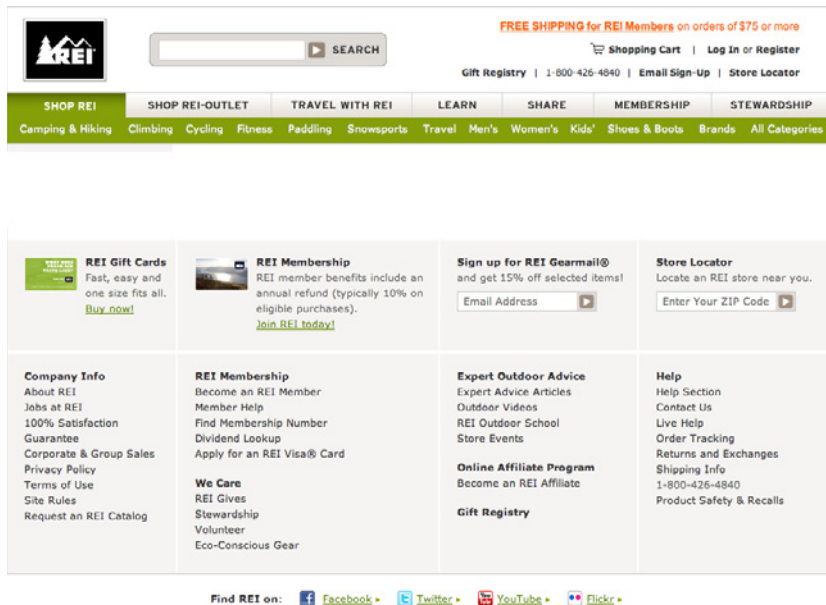 REI
SEARCH
FREE SHIPPING for REI Members on orders of $75 or more
Shopping Cart | Log In or Register
Gift Registry | 1-800-426-4840 | Email Sign-Up | Store Locator
SHOP REI SHOP REI-OUTLET TRAVEL WITH REI LEARN SHARE MEMBERSHIP STEWARDSHIP
Camping & Hiking Climbing Cycling Fitness Paddling Snowsports Travel Men's Women's Kids' Shoes & Boots Brands All Categories
REI Gift Cards
Fast, easy and
one size fits all.
Buy now!
REI Membership
REI member benefits include an
annual refund (typically 10% on
eligible purchases).
Join REI today!
Sign up for REI Gearmail®
and get 15% off selected items!
Email Address
Store Locator
Locate an REI store near you.
Enter Your ZIP Code
Company Info
About REI
Jobs at REI
100% Satisfaction
Guarantee
Corporate & Group Sales
Privacy Policy
Terms of Use
Site Rules
Request an REI Catalog
REI Membership
Become an REI Member
Member Help
Find Membership Number
Dividend Lookup
Apply for an REI Visa® Card
We Care
REI Gives
Stewardship
Volunteer
Eco-Conscious Gear
Expert Outdoor Advice
Expert Advice Articles
Outdoor Videos
REI Outdoor School
Store Events
Online Affiliate Program
Become an REI Affiliate
Gift Registry
Help
Help Section
Contact Us
Live Help
Order Tracking
Returns and Exchanges
Shipping Info
1-800-426-4840
Product Safety & Recalls
Find REI on: Facebook Twitter YouTube Flickr